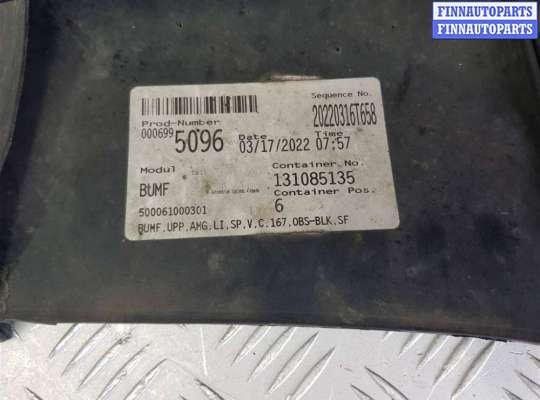 FINNAUTOPARTS
FINNAUTOPARTS
Sequence No.
20220316T658
Prod-Number
000699 5096
Date Time
03/17/2022 07:57
Modul
BUMF
Container No.
131085135
Container Pos.
6
500061000301
BUMF,UPP,AMG,LI,SP,V,C,167,OBS-BLK,SF